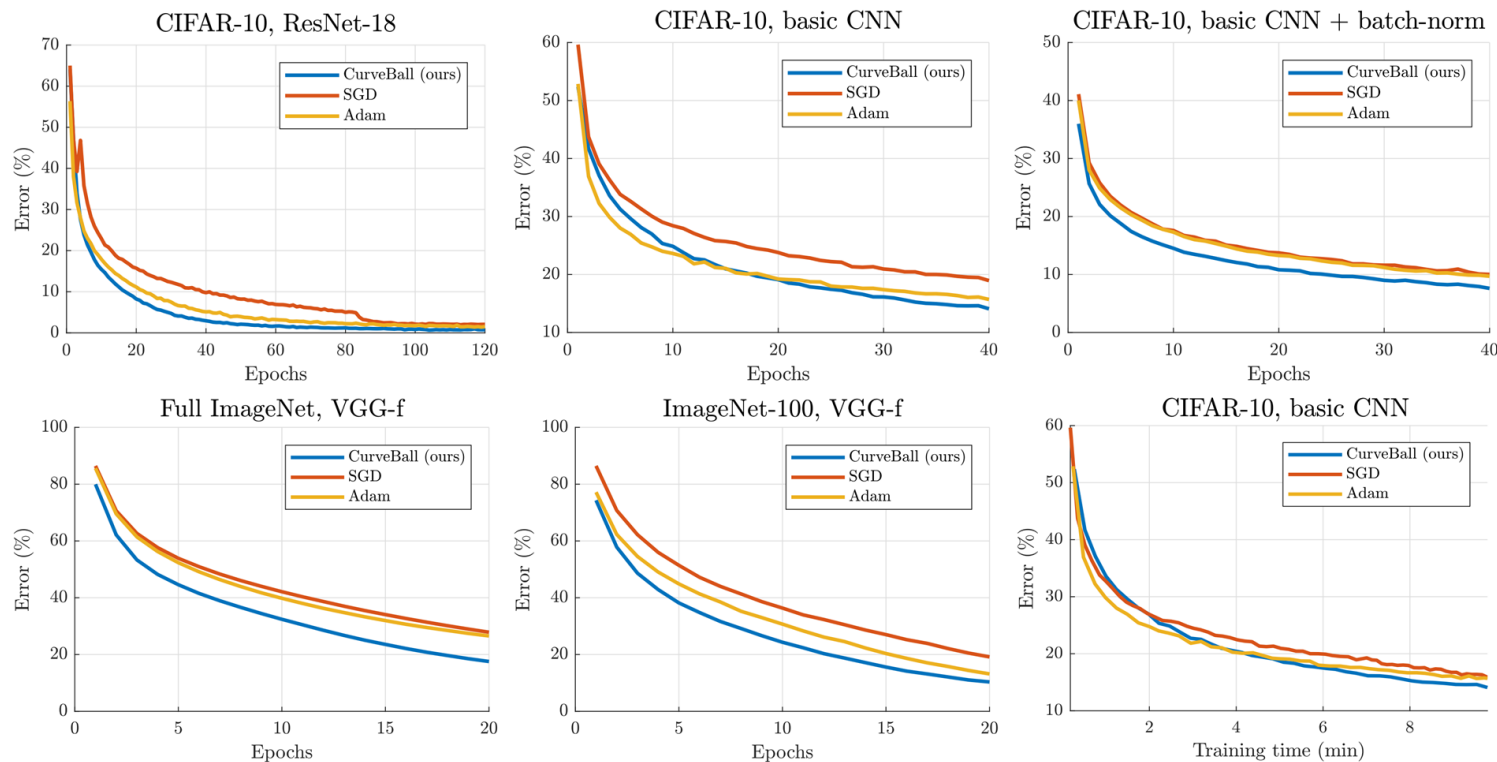 CIFAR-10, ResNet-18
70
60
50
40
30
20
10
0
Error (%)
CurveBall (ours)
SGD
Adam
0 20 40 60 80 100 120
Epochs
CIFAR-10, basic CNN
60
50
40
30
20
10
Error (%)
CurveBall (ours)
SGD
Adam
0 10 20 30 40
Epochs
CIFAR-10, basic CNN + batch-norm
50
40
30
20
10
0
Error (%)
CurveBall (ours)
SGD
Adam
0 10 20 30 40
Epochs
Full ImageNet, VGG-f
100
80
60
40
20
0
Error (%)
CurveBall (ours)
SGD
Adam
0 5 10 15 20
Epochs
ImageNet-100, VGG-f
100
80
60
40
20
0
Error (%)
CurveBall (ours)
SGD
Adam
0 5 10 15 20
Epochs
CIFAR-10, basic CNN
60
50
40
30
20
10
Error (%)
CurveBall (ours)
SGD
Adam
2 4 6 8
Training time (min)